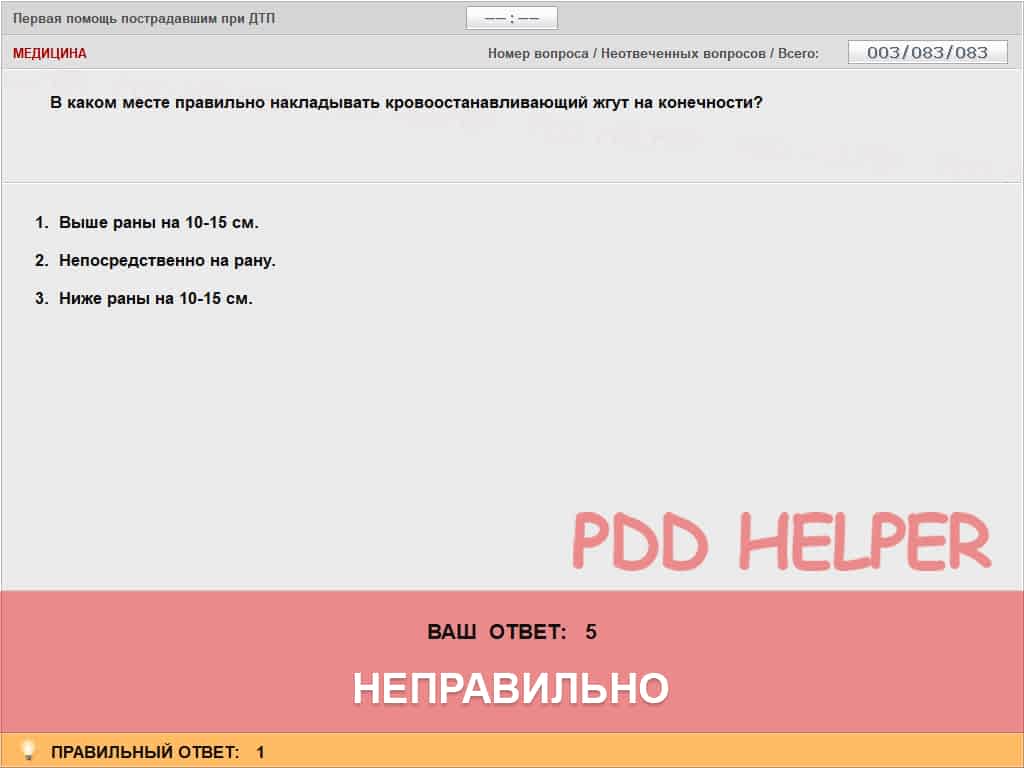 Первая помощь пострадавшим при ДТП
—— : ——
МЕДИЦИНА
Номер вопроса / Неотвеченных вопросов / Всего:
003/083/083
В каком месте правильно накладывать кровоостанавливающий жгут на конечности?
1. Выше раны на 10-15 см.
2. Непосредственно на рану.
3. Ниже раны на 10-15 см.
PDD HELPER
ВАШ ОТВЕТ: 5
НЕПРАВИЛЬНО
ПРАВИЛЬНЫЙ ОТВЕТ: 1